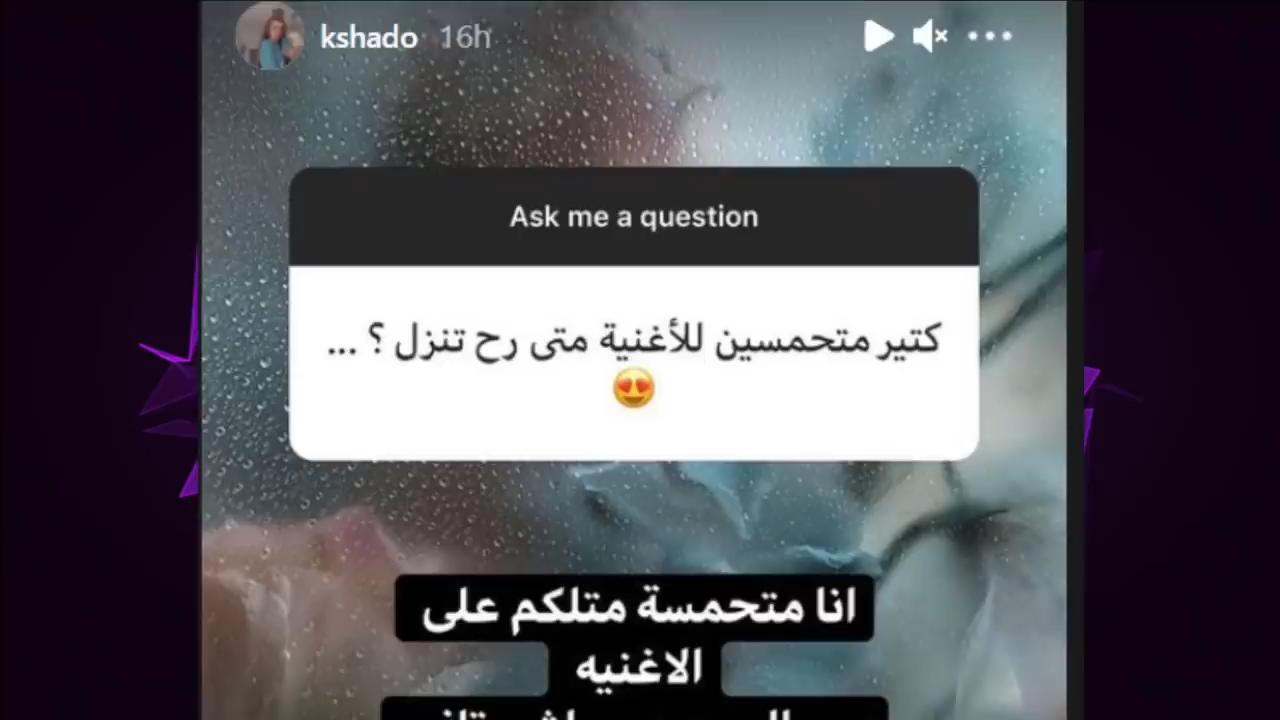 kshado 16h
Ask me a question
كتير متحمسين للأغنية متى رح تنزل ؟ ...
😍
انا متحمسة متلكم على
الاغنيه